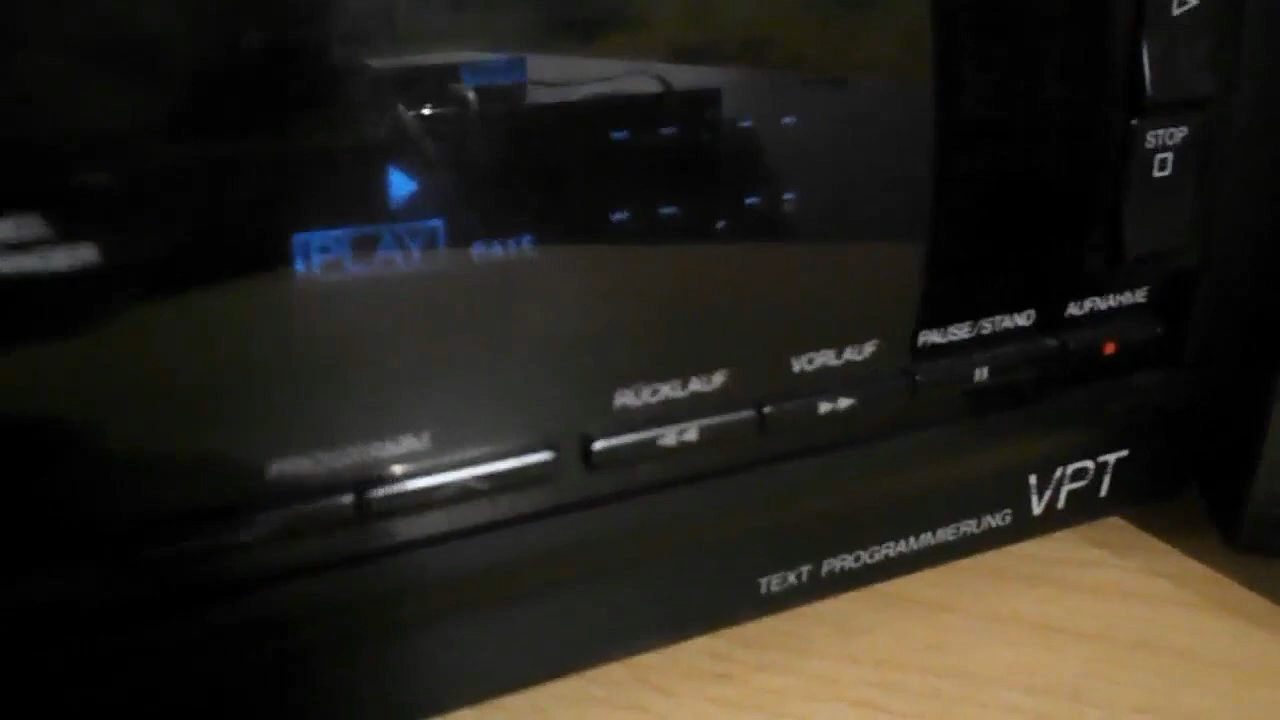 STOP
PLAY
AUFNAHME
PAUSE/STAND
VORLAUF
RÜCKLAUF
TEXT PROGRAMMIERUNG VPT